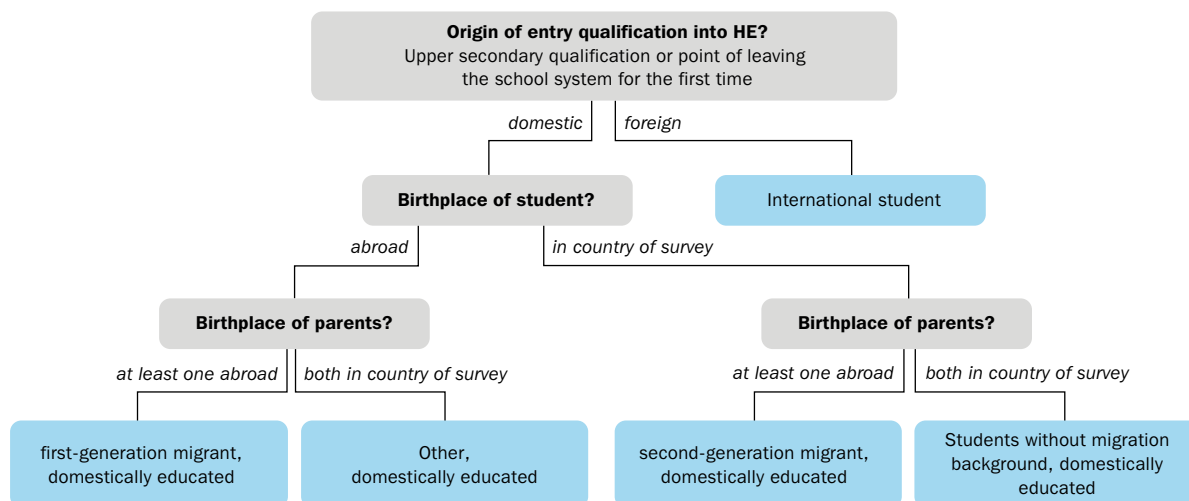 Origin of entry qualification into HE?
Upper secondary qualification or point of leaving
the school system for the first time
domestic
foreign
Birthplace of student?
International student
abroad
in country of survey
Birthplace of parents?
Birthplace of parents?
at least one abroad
both in country of survey
at least one abroad
both in country of survey
first-generation migrant,
domestically educated
Other,
domestically educated
second-generation migrant,
domestically educated
Students without migration
background, domestically
educated